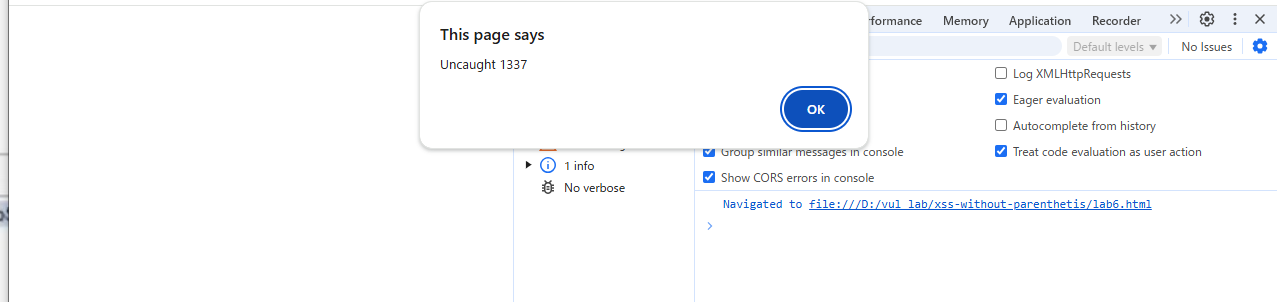 This page says
Uncaught 1337
OK
Memory Application Recorder
Default levels ▼ No Issues
Log XMLHttpRequests
Eager evaluation
Autocomplete from history
Group similar messages in console
Treat code evaluation as user action
1 info
Show CORS errors in console
No verbose
Navigated to file:///D:/vul lab/xss-without-parenthetis/lab6.html